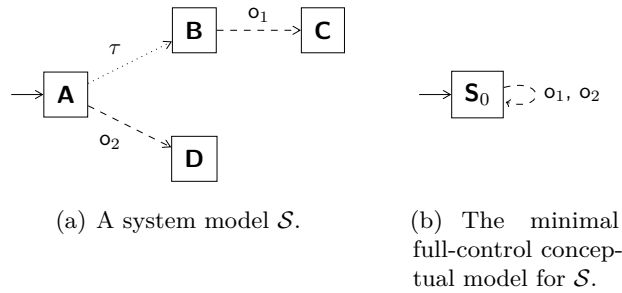 B
o₁
C
τ
A
o₂
D
S₀
o₁, o₂
(a) A system model 𝒮.
(b) The minimal
full-control concep-
tual model for 𝒮.